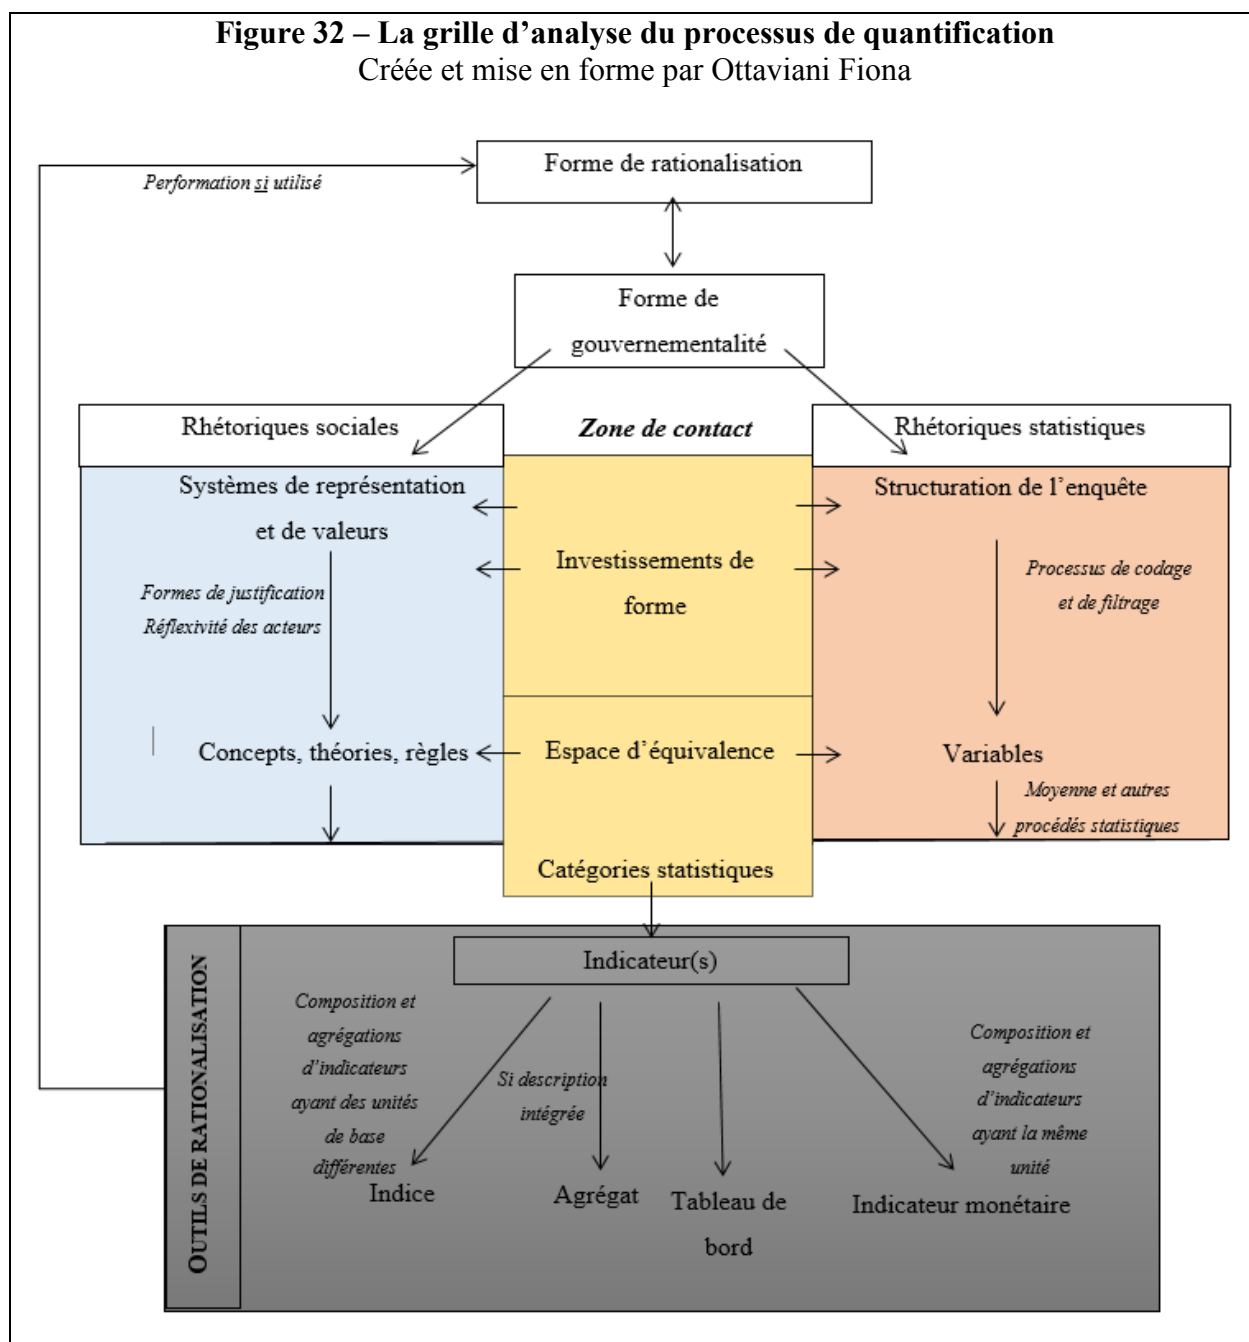 Figure 32 – La grille d’analyse du processus de quantification
Créée et mise en forme par Ottaviani Fiona
Forme de rationalisation
Performation si utilisé
Forme de
gouvernementalité
Rhétoriques sociales
Zone de contact
Rhétoriques statistiques
Systèmes de représentation
et de valeurs
Structuration de l’enquête
Investissements de
forme
Formes de justification
Réflexivité des acteurs
Processus de codage
et de filtrage
Concepts, théories, règles
Espace d’équivalence
Variables
Moyenne et autres
procédés statistiques
Catégories statistiques
OUTILS DE RATIONALISATION
Indicateur(s)
Composition et
agrégations
d’indicateurs
ayant des unités
de base
différentes
Si description
intégrée
Composition et
agrégations
d’indicateurs
ayant la même
unité
Indice
Agrégat
Tableau de
bord
Indicateur monétaire